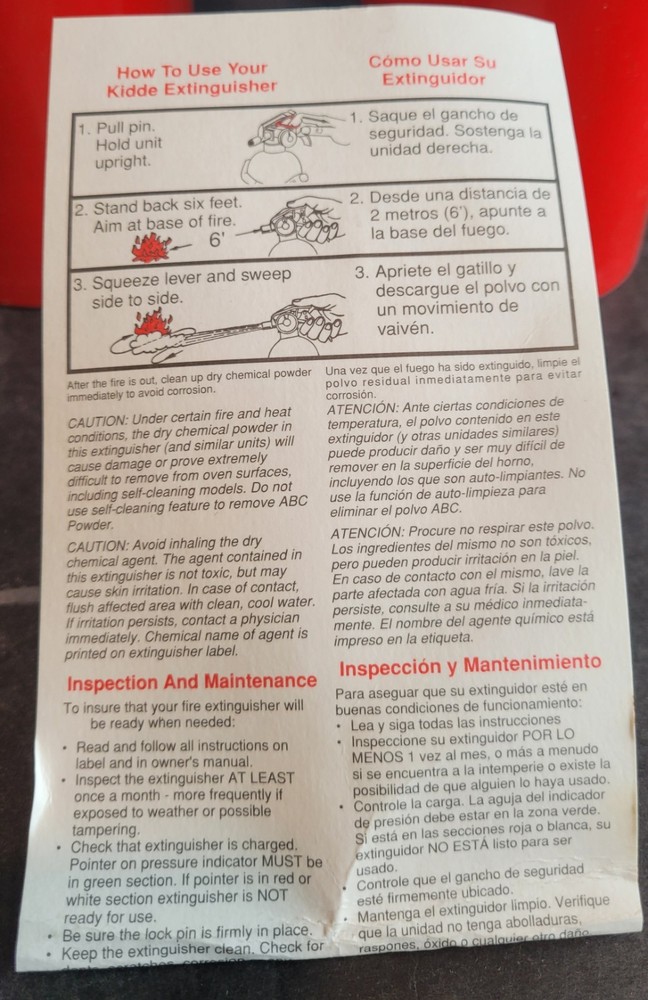 How To Use Your
Kidde Extinguisher
1. Pull pin.
Hold unit
upright.
2. Stand back six feet.
Aim at base of fire.
6'
3. Squeeze lever and sweep
side to side.
After the fire is out, clean up dry chemical powder
immediately to avoid corrosion.
CAUTION: Under certain fire and heat
conditions, the dry chemical powder in
this extinguisher (and similar units) will
cause damage or prove extremely
difficult to remove from oven surfaces,
including self-cleaning models. Do not
use self-cleaning feature to remove ABC
Powder.
CAUTION: Avoid inhaling the dry
chemical agent. The agent contained in
this extinguisher is not toxic, but may
cause skin irritation. In case of contact,
flush affected area with clean, cool water.
If irritation persists, contact a physician
immediately. Chemical name of agent is
printed on extinguisher label.
Inspection And Maintenance
To insure that your fire extinguisher will
be ready when needed:
• Read and follow all instructions on
label and in owner's manual.
• Inspect the extinguisher AT LEAST
once a month - more frequently if
exposed to weather or possible
tampering.
• Check that extinguisher is charged.
Pointer on pressure indicator MUST be
in green section. If pointer is in red or
white section extinguisher is NOT
ready for use.
• Be sure the lock pin is firmly in place.
• Keep the extinguisher clean. Check for
Cómo Usar Su
Extinguidor
1. Saque el gancho de
seguridad. Sostenga la
unidad derecha.
2. Desde una distancia de
2 metros (6'), apunte a
la base del fuego.
3. Apriete el gatillo y
descargue el polvo con
un movimiento de
vaivén.
Una vez que el fuego ha sido extinguido, limpie el
polvo residual inmediatamente para evitar
corrosión.
ATENCIÓN: Ante ciertas condiciones de
temperatura, el polvo contenido en este
extinguidor (y otras unidades similares)
puede producir daño y ser muy difícil de
remover en la superficie del horno,
incluyendo los que son auto-limpiantes. No
use la función de auto-limpieza para
eliminar el polvo ABC.
ATENCIÓN: Procure no respirar este polvo.
Los ingredientes del mismo no son tóxicos,
pero pueden producir irritación en la piel.
En caso de contacto con el mismo, lave la
parte afectada con agua fría. Si la irritación
persiste, consulte a su médico inmediata-
mente. El nombre del agente químico está
impreso en la etiqueta.
Inspección y Mantenimiento
Para aseguar que su extinguidor esté en
buenas condiciones de funcionamiento:
• Lea y siga todas las instrucciones
• Inspeccione su extinguidor POR LO
MENOS 1 vez al mes, o más a menudo
si se encuentra a la intemperie o existe la
posibilidad de que alguien lo haya usado.
• Controle la carga. La aguja del indicador
de presión debe estar en la zona verde.
Si está en las secciones roja o blanca, su
extinguidor NO ESTÁ listo para ser
usado.
• Controle que el gancho de seguridad
esté firmemente ubicado.
• Mantenga el extinguidor limpio. Verifique
que la unidad no tenga abolladuras,
raspones, óxido o cualquier otro daño